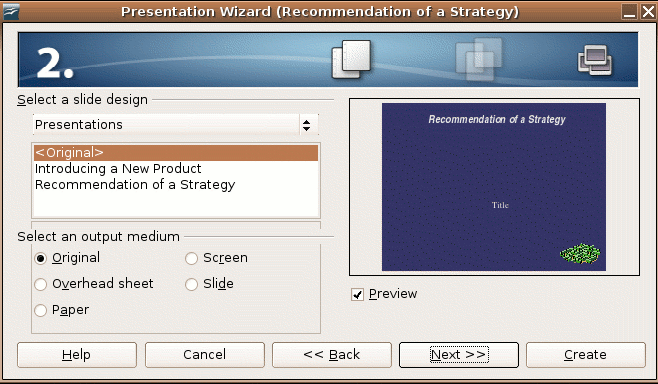 Presentation Wizard (Recommendation of a Strategy)
2.
Select a slide design
Presentations
<Original>
Introducing a New Product
Recommendation of a Strategy
Select an output medium
Original
Screen
Overhead sheet
Slide
Paper
Recommendation of a Strategy
Title
Preview
Help
Cancel
<< Back
Next >>
Create